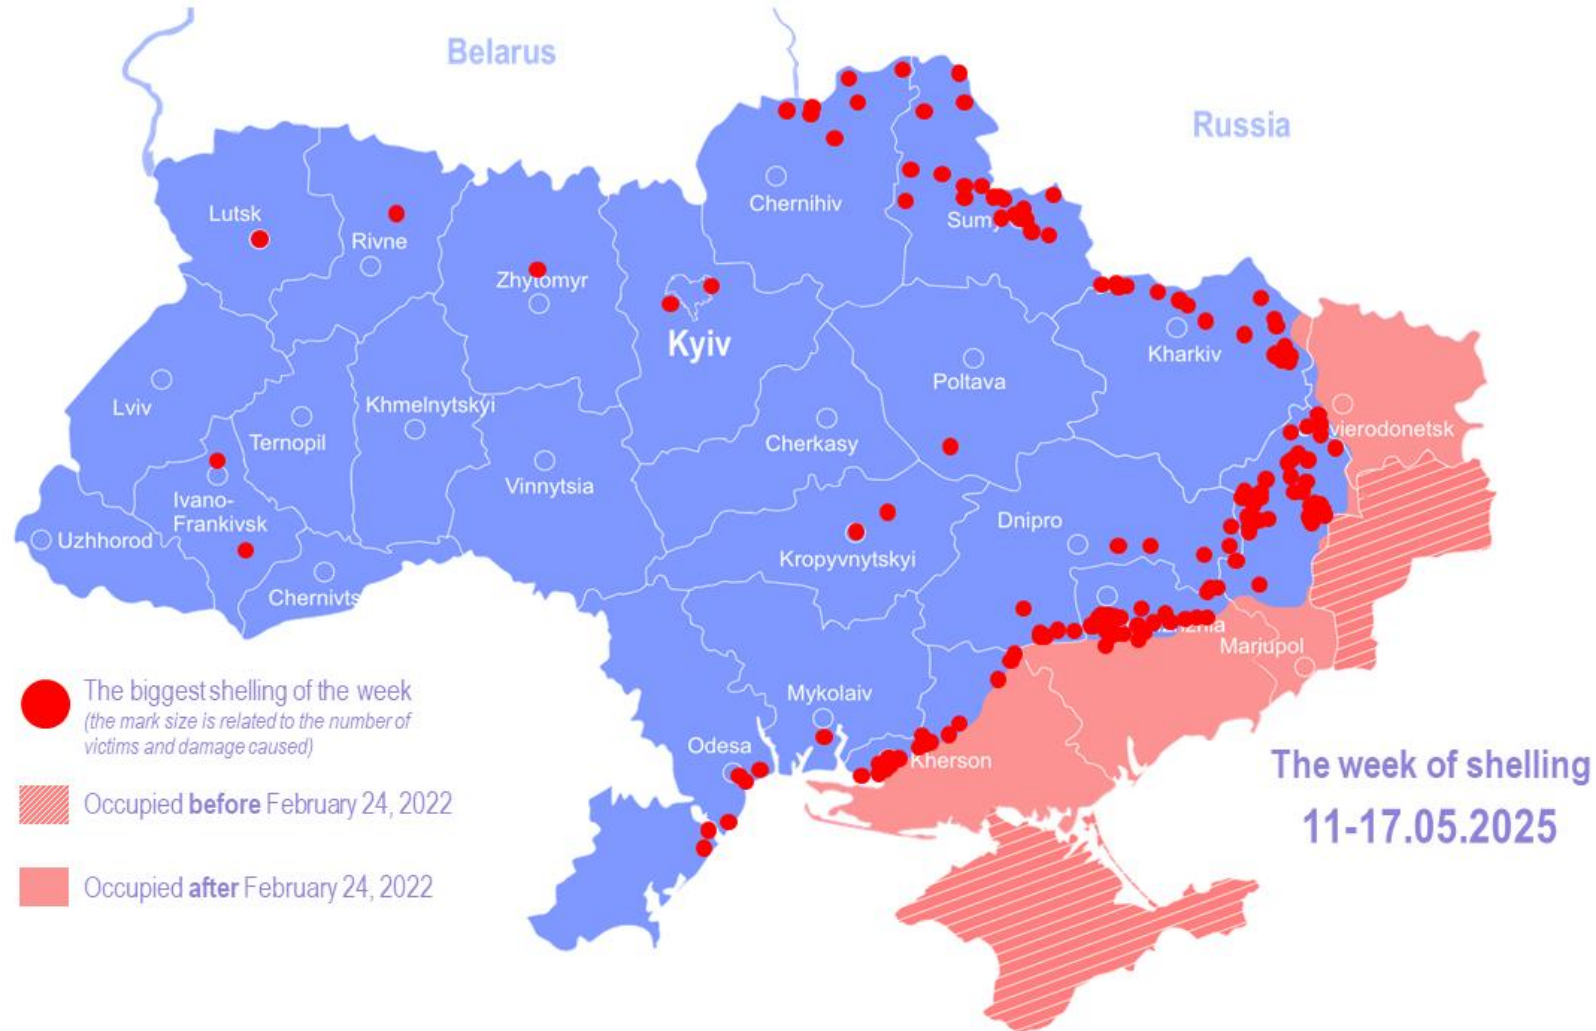 Belarus
Russia
Chernihiv
Lutsk
Sumy
Rivne
Zhytomyr
Kyiv
Kharkiv
Poltava
Lviv
Khmelnytskyi
Ternopil
Cherkasy
vierodonetsk
Vinnytsia
Ivano-
Frankivsk
Dnipro
Uzhhorod
Kropyvnytskyi
Chernivts
Mariupol
Mykolaiv
Odesa
Kherson
The biggest shelling of the week
(the mark size is related to the number of
victims and damage caused)
Occupied before February 24, 2022
Occupied after February 24, 2022
The week of shelling
11-17.05.2025